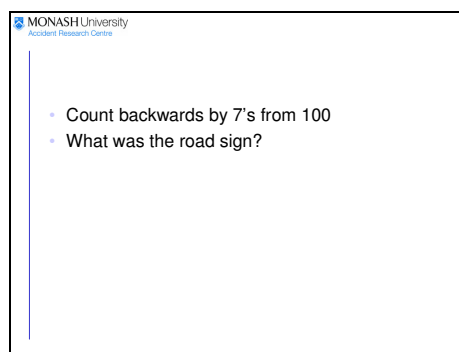 MONASH University
Accident Research Centre
• Count backwards by 7's from 100
• What was the road sign?